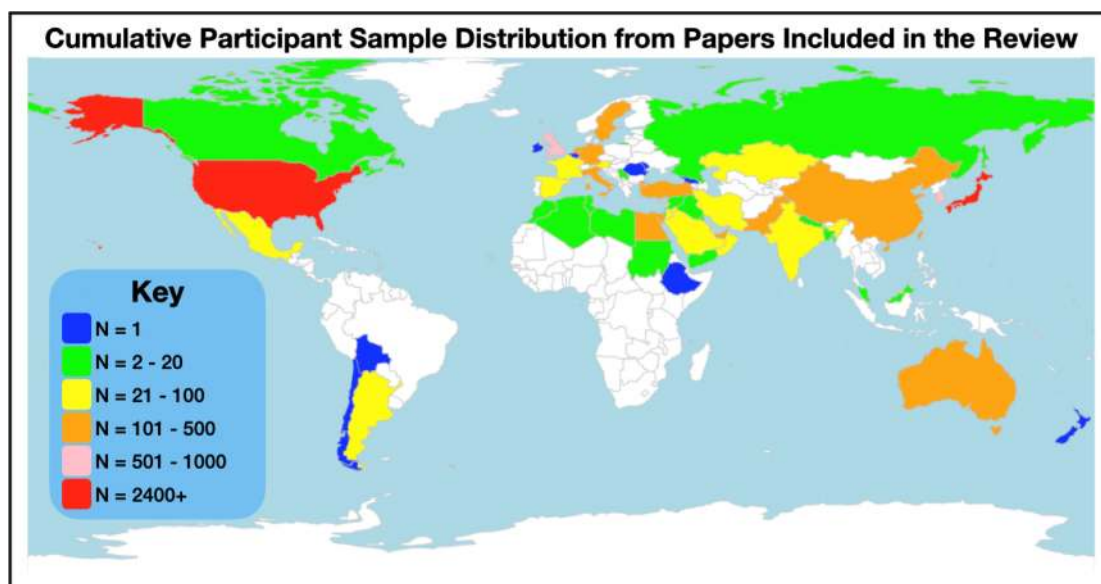 Cumulative Participant Sample Distribution from Papers Included in the Review
Key
N = 1
N = 2 - 20
N = 21 - 100
N = 101 - 500
N = 501 - 1000
N = 2400+